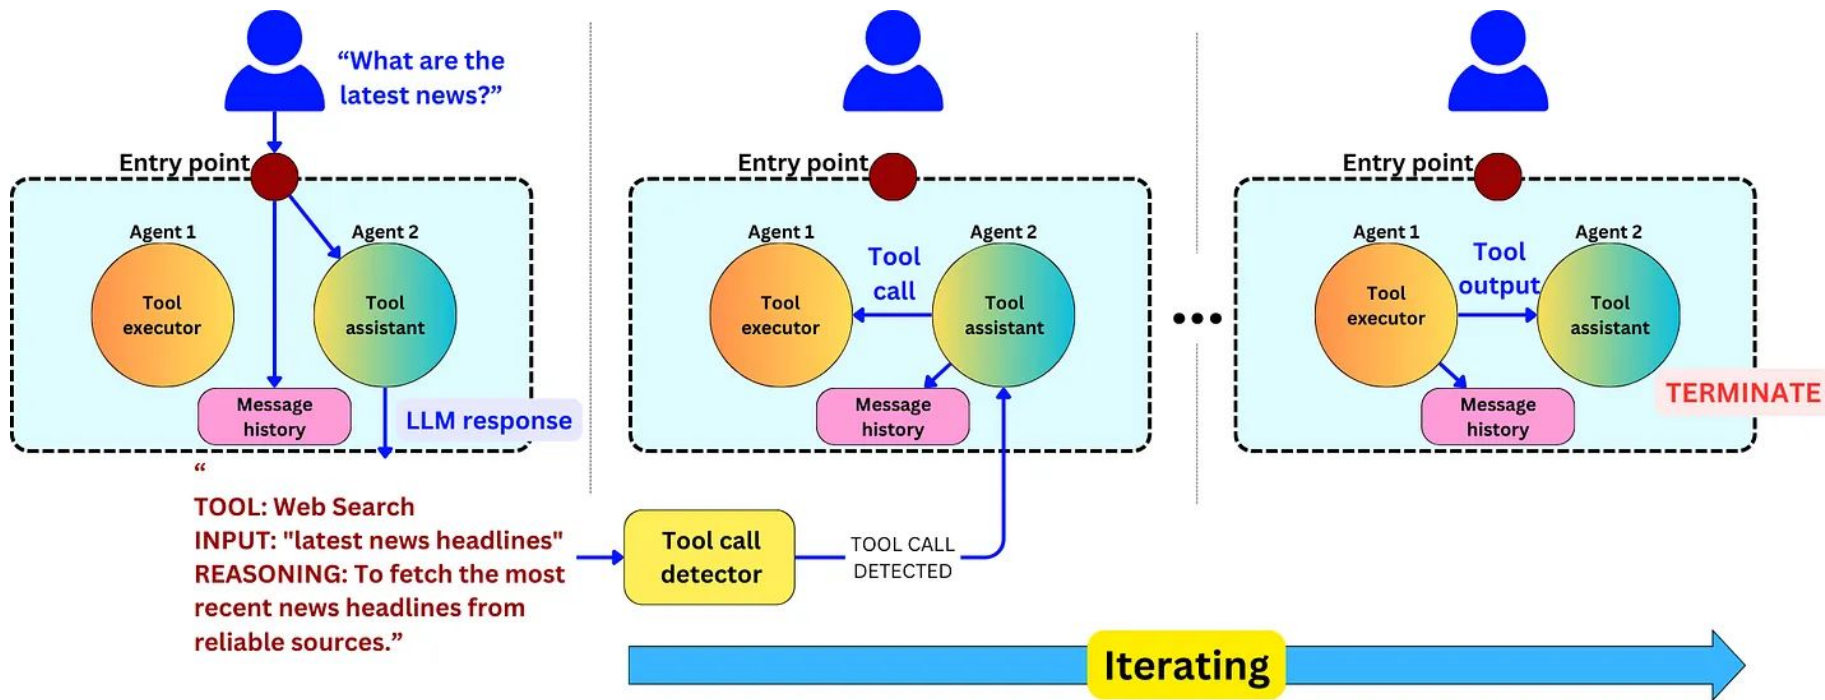 “What are the
latest news?”
Entry point
Agent 1
Agent 2
Tool
executor
Tool
assistant
Message
history
LLM response
“
TOOL: Web Search
INPUT: "latest news headlines"
REASONING: To fetch the most
recent news headlines from
reliable sources.”
Tool call
detector
TOOL CALL
DETECTED
Entry point
Agent 1
Agent 2
Tool
call
Tool
executor
Tool
assistant
Message
history
Entry point
Agent 1
Agent 2
Tool
output
Tool
executor
Tool
assistant
Message
history
TERMINATE
Iterating